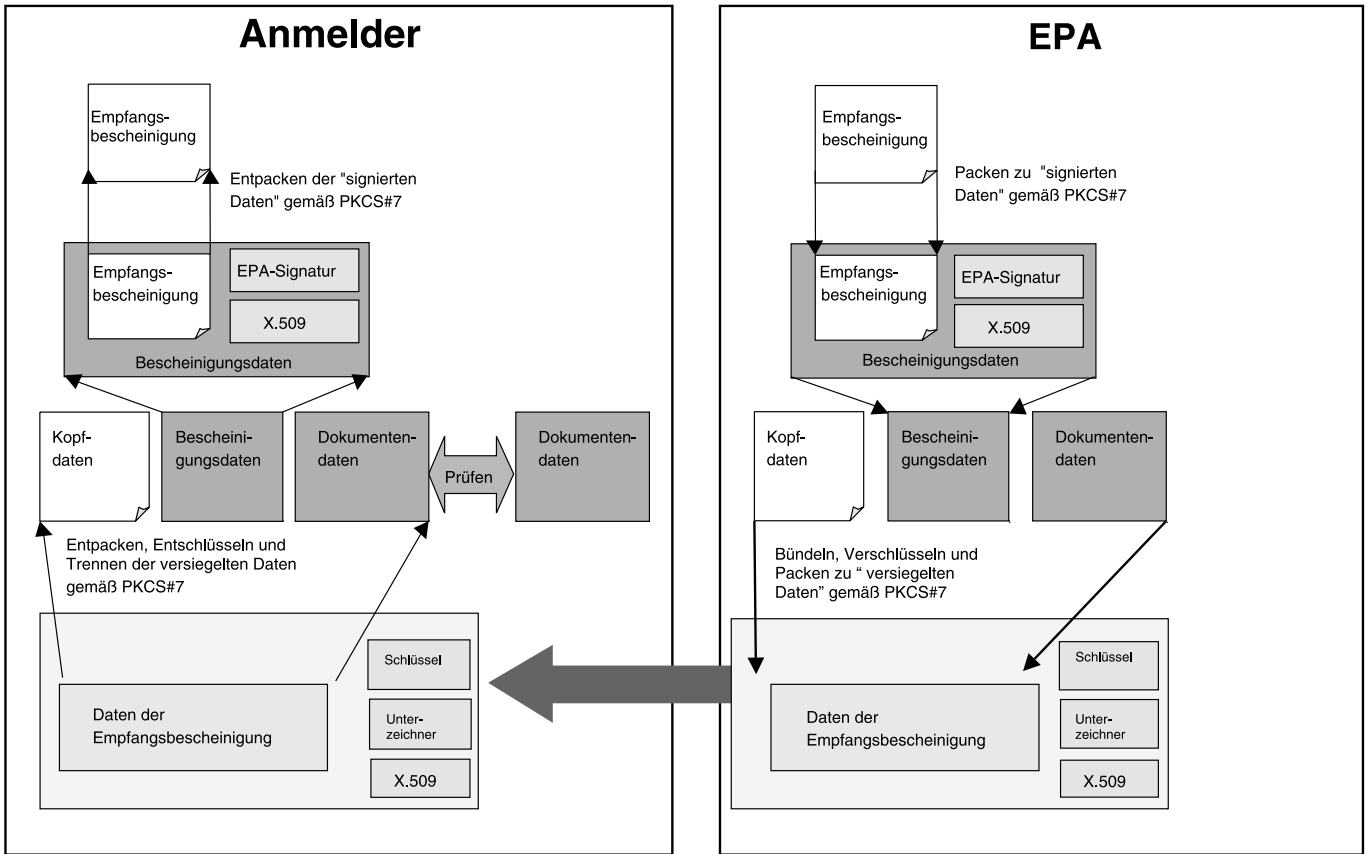 Anmelder
Empfangs-
bescheinigung
Entpacken der "signierten
Daten" gemäß PKCS#7
Empfangs-
bescheinigung
EPA-Signatur
X.509
Bescheinigungsdaten
Kopf-
daten
Bescheini-
gungsdaten
Dokumenten-
daten
Prüfen
Dokumenten-
daten
Entpacken, Entschlüsseln und
Trennen der versiegelten Daten
gemäß PKCS#7
Schlüssel
Daten der
Empfangsbescheinigung
Unter-
zeichner
X.509
EPA
Empfangs-
bescheinigung
Packen zu "signierten
Daten" gemäß PKCS#7
Empfangs-
bescheinigung
EPA-Signatur
X.509
Bescheinigungsdaten
Kopf-
daten
Bescheini-
gungsdaten
Dokumenten-
daten
Bündeln, Verschlüsseln und
Packen zu “ versiegelten
Daten” gemäß PKCS#7
Schlüssel
Daten der
Empfangsbescheinigung
Unter-
zeichner
X.509